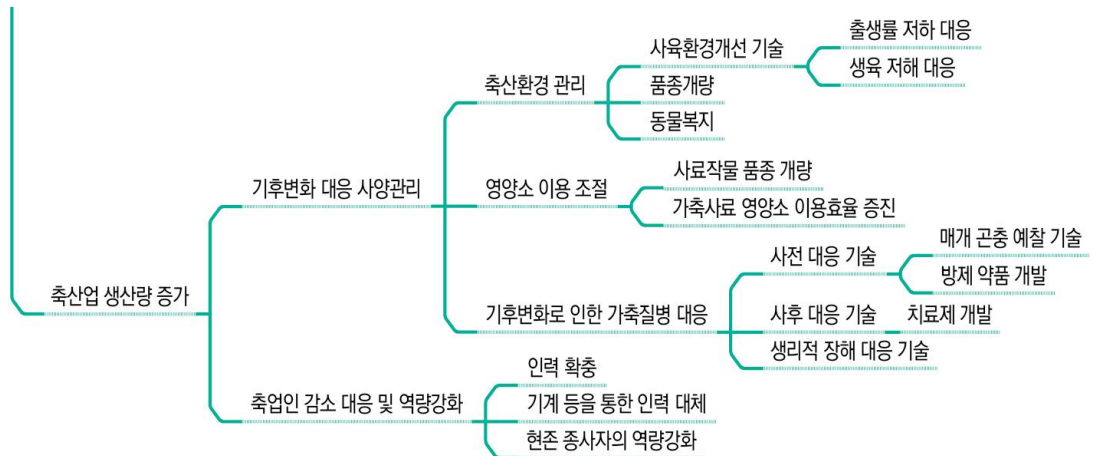 축산업 생산량 증가
기후변화 대응 사양관리
축산환경 관리
사육환경개선 기술
출생률 저하 대응
생육 저해 대응
품종개량
동물복지
영양소 이용 조절
사료작물 품종 개량
가축사료 영양소 이용효율 증진
기후변화로 인한 가축질병 대응
사전 대응 기술
매개 곤충 예찰 기술
방제 약품 개발
사후 대응 기술
치료제 개발
생리적 장해 대응 기술
축업인 감소 대응 및 역량강화
인력 확충
기계 등을 통한 인력 대체
현존 종사자의 역량강화